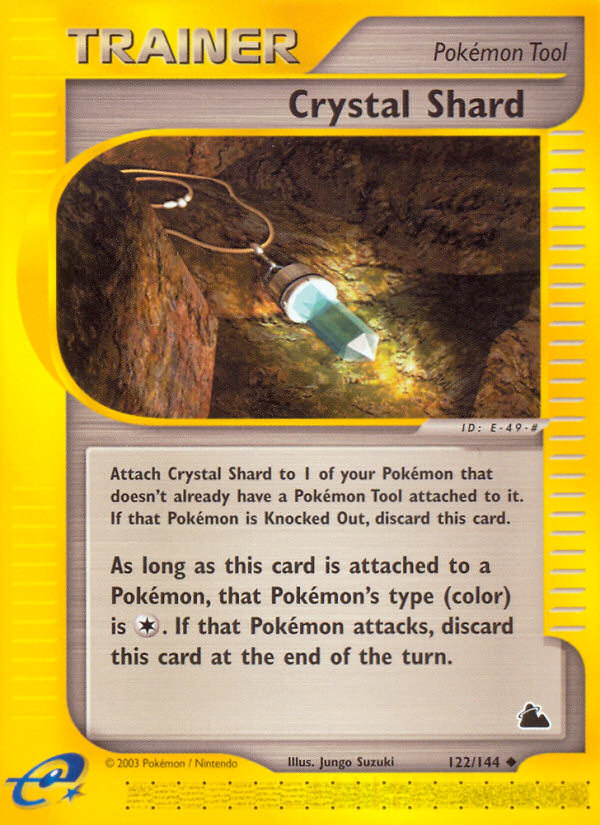 TRAINER
Pokémon Tool
Crystal Shard
ID: E-49-#
Attach Crystal Shard to 1 of your Pokémon that
doesn't already have a Pokémon Tool attached to it.
If that Pokémon is Knocked Out, discard this card.
As long as this card is attached to a
Pokémon, that Pokémon's type (color)
is . If that Pokémon attacks, discard
this card at the end of the turn.
e
© 2003 Pokémon / Nintendo
Illus. Jungo Suzuki
122/144